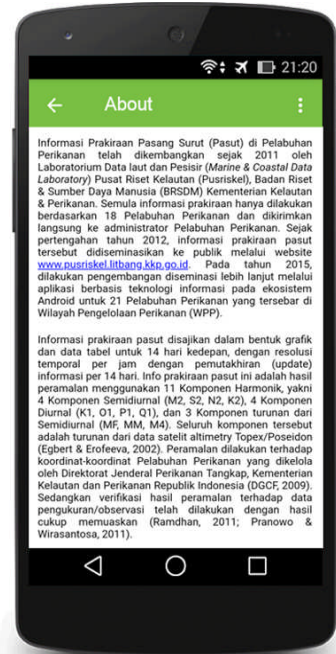 21:20
About
Informasi Prakiraan Pasang Surut (Pasut) di Pelabuhan
Perikanan telah dikembangkan sejak 2011 oleh
Laboratorium Data laut dan Pesisir (Marine & Coastal Data
Laboratory) Pusat Riset Kelautan (Pusriskel), Badan Riset
& Sumber Daya Manusia (BRSDM) Kementerian Kelautan
& Perikanan. Semula informasi prakiraan hanya dilakukan
berdasarkan 18 Pelabuhan Perikanan dan dikirimkan
langsung ke administrator Pelabuhan Perikanan. Sejak
pertengahan tahun 2012, informasi prakiraan pasut
tersebut didiseminasikan ke publik melalui website
www.pusriskel.litbang.kkp.go.id. Pada tahun 2015,
dilakukan pengembangan diseminasi lebih lanjut melalui
aplikasi berbasis teknologi informasi pada ekosistem
Android untuk 21 Pelabuhan Perikanan yang tersebar di
Wilayah Pengelolaan Perikanan (WPP).
Informasi prakiraan pasut disajikan dalam bentuk grafik
dan data tabel untuk 14 hari kedepan, dengan resolusi
temporal per jam dengan pemutakhiran (update)
informasi per 14 hari. Info prakiraan pasut ini adalah hasil
peramalan menggunakan 11 Komponen Harmonik, yakni
4 Komponen Semidiurnal (M2, S2, N2, K2), 4 Komponen
Diurnal (K1, O1, P1, Q1), dan 3 Komponen turunan dari
Semidiurnal (MF, MM, M4). Seluruh komponen tersebut
adalah turunan dari data satelit altimetry Topex/Poseidon
(Egbert & Erofeeva, 2002). Peramalan dilakukan terhadap
koordinat-koordinat Pelabuhan Perikanan yang dikelola
oleh Direktorat Jenderal Perikanan Tangkap, Kementerian
Kelautan dan Perikanan Republik Indonesia (DGCF, 2009).
Sedangkan verifikasi hasil peramalan terhadap data
pengukuran/observasi telah dilakukan dengan hasil
cukup memuaskan (Ramdhan, 2011; Pranowo &
Wirasantosa, 2011).